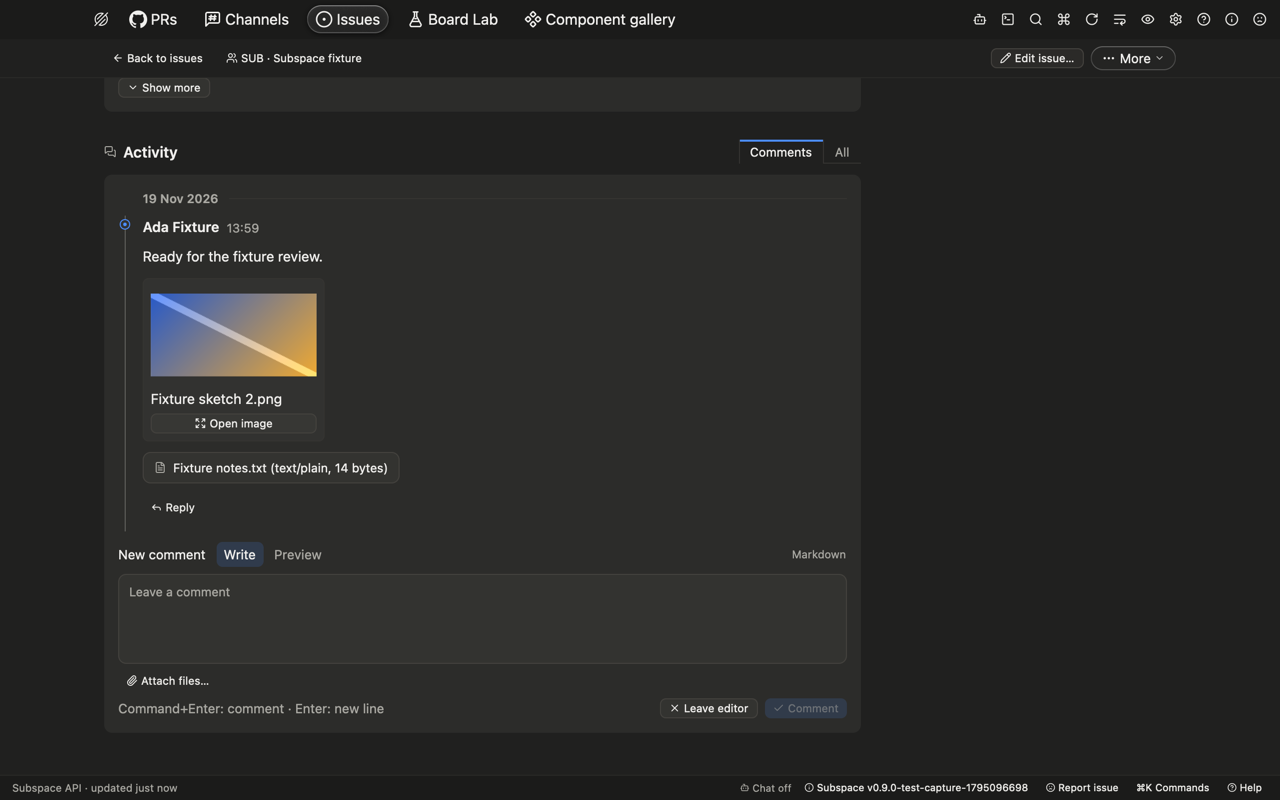 PRs
Channels
Issues
Board Lab
Component gallery
Back to issues
SUB · Subspace fixture
Edit issue...
More
Show more
Activity
Comments
All
19 Nov 2026
Ada Fixture 13:59
Ready for the fixture review.
Fixture sketch 2.png
Open image
Fixture notes.txt (text/plain, 14 bytes)
Reply
New comment
Write
Preview
Markdown
Leave a comment
Attach files...
Command+Enter: comment · Enter: new line
Leave editor
Comment
Subspace API · updated just now
Chat off
Subspace v0.9.0-test-capture-1795096698
Report issue
⌘K Commands
Help